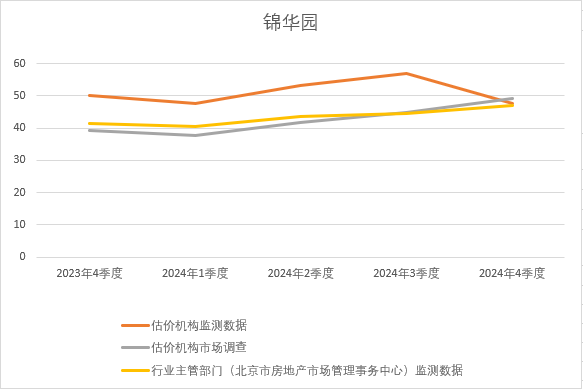 锦华园
60
50
40
30
20
10
0
2023年4季度 2024年1季度 2024年2季度 2024年3季度 2024年4季度
估价机构监测数据
估价机构市场调查
行业主管部门（北京市房地产市场管理事务中心）监测数据